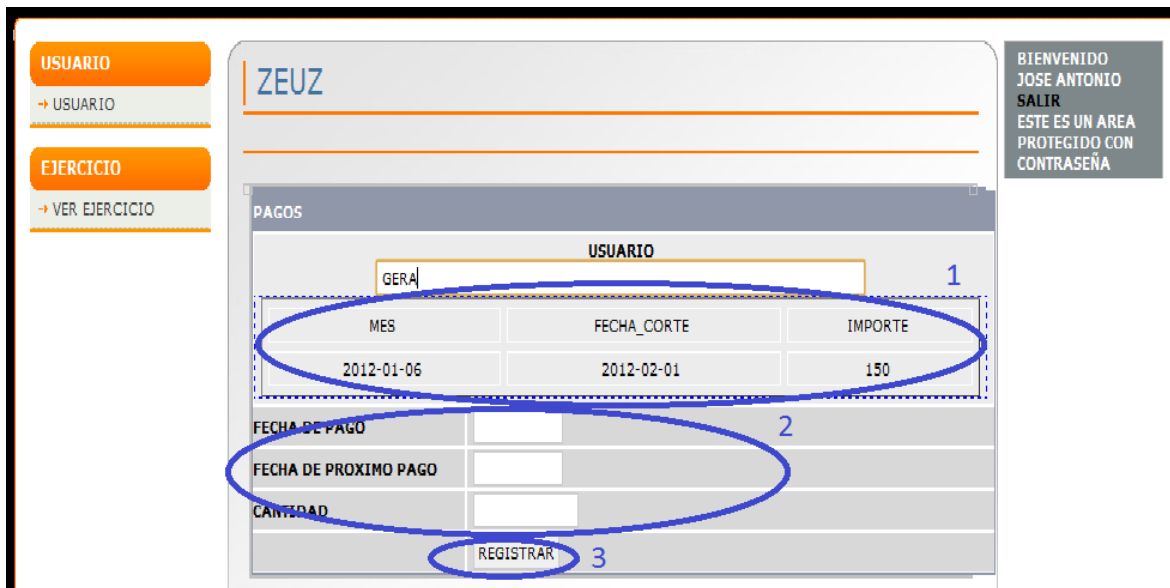 USUARIO
USUARIO
EJERCICIO
VER EJERCICIO
ZEUZ
BIENVENIDO
JOSE ANTONIO
SALIR
ESTE ES UN AREA
PROTEGIDO CON
CONTRASEÑA
PAGOS
USUARIO
GERA
1
MES FECHA_CORTE IMPORTE
2012-01-06 2012-02-01 150
FECHA DE PAGO
2
FECHA DE PROXIMO PAGO
CANTIDAD
REGISTRAR
3